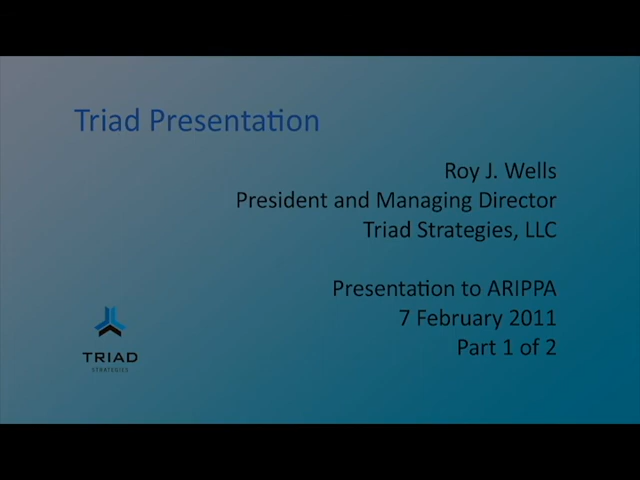 Triad Presentation
Roy J. Wells
President and Managing Director
Triad Strategies, LLC
Presentation to ARIPPA
7 February 2011
Part 1 of 2
TRIAD
STRATEGIES